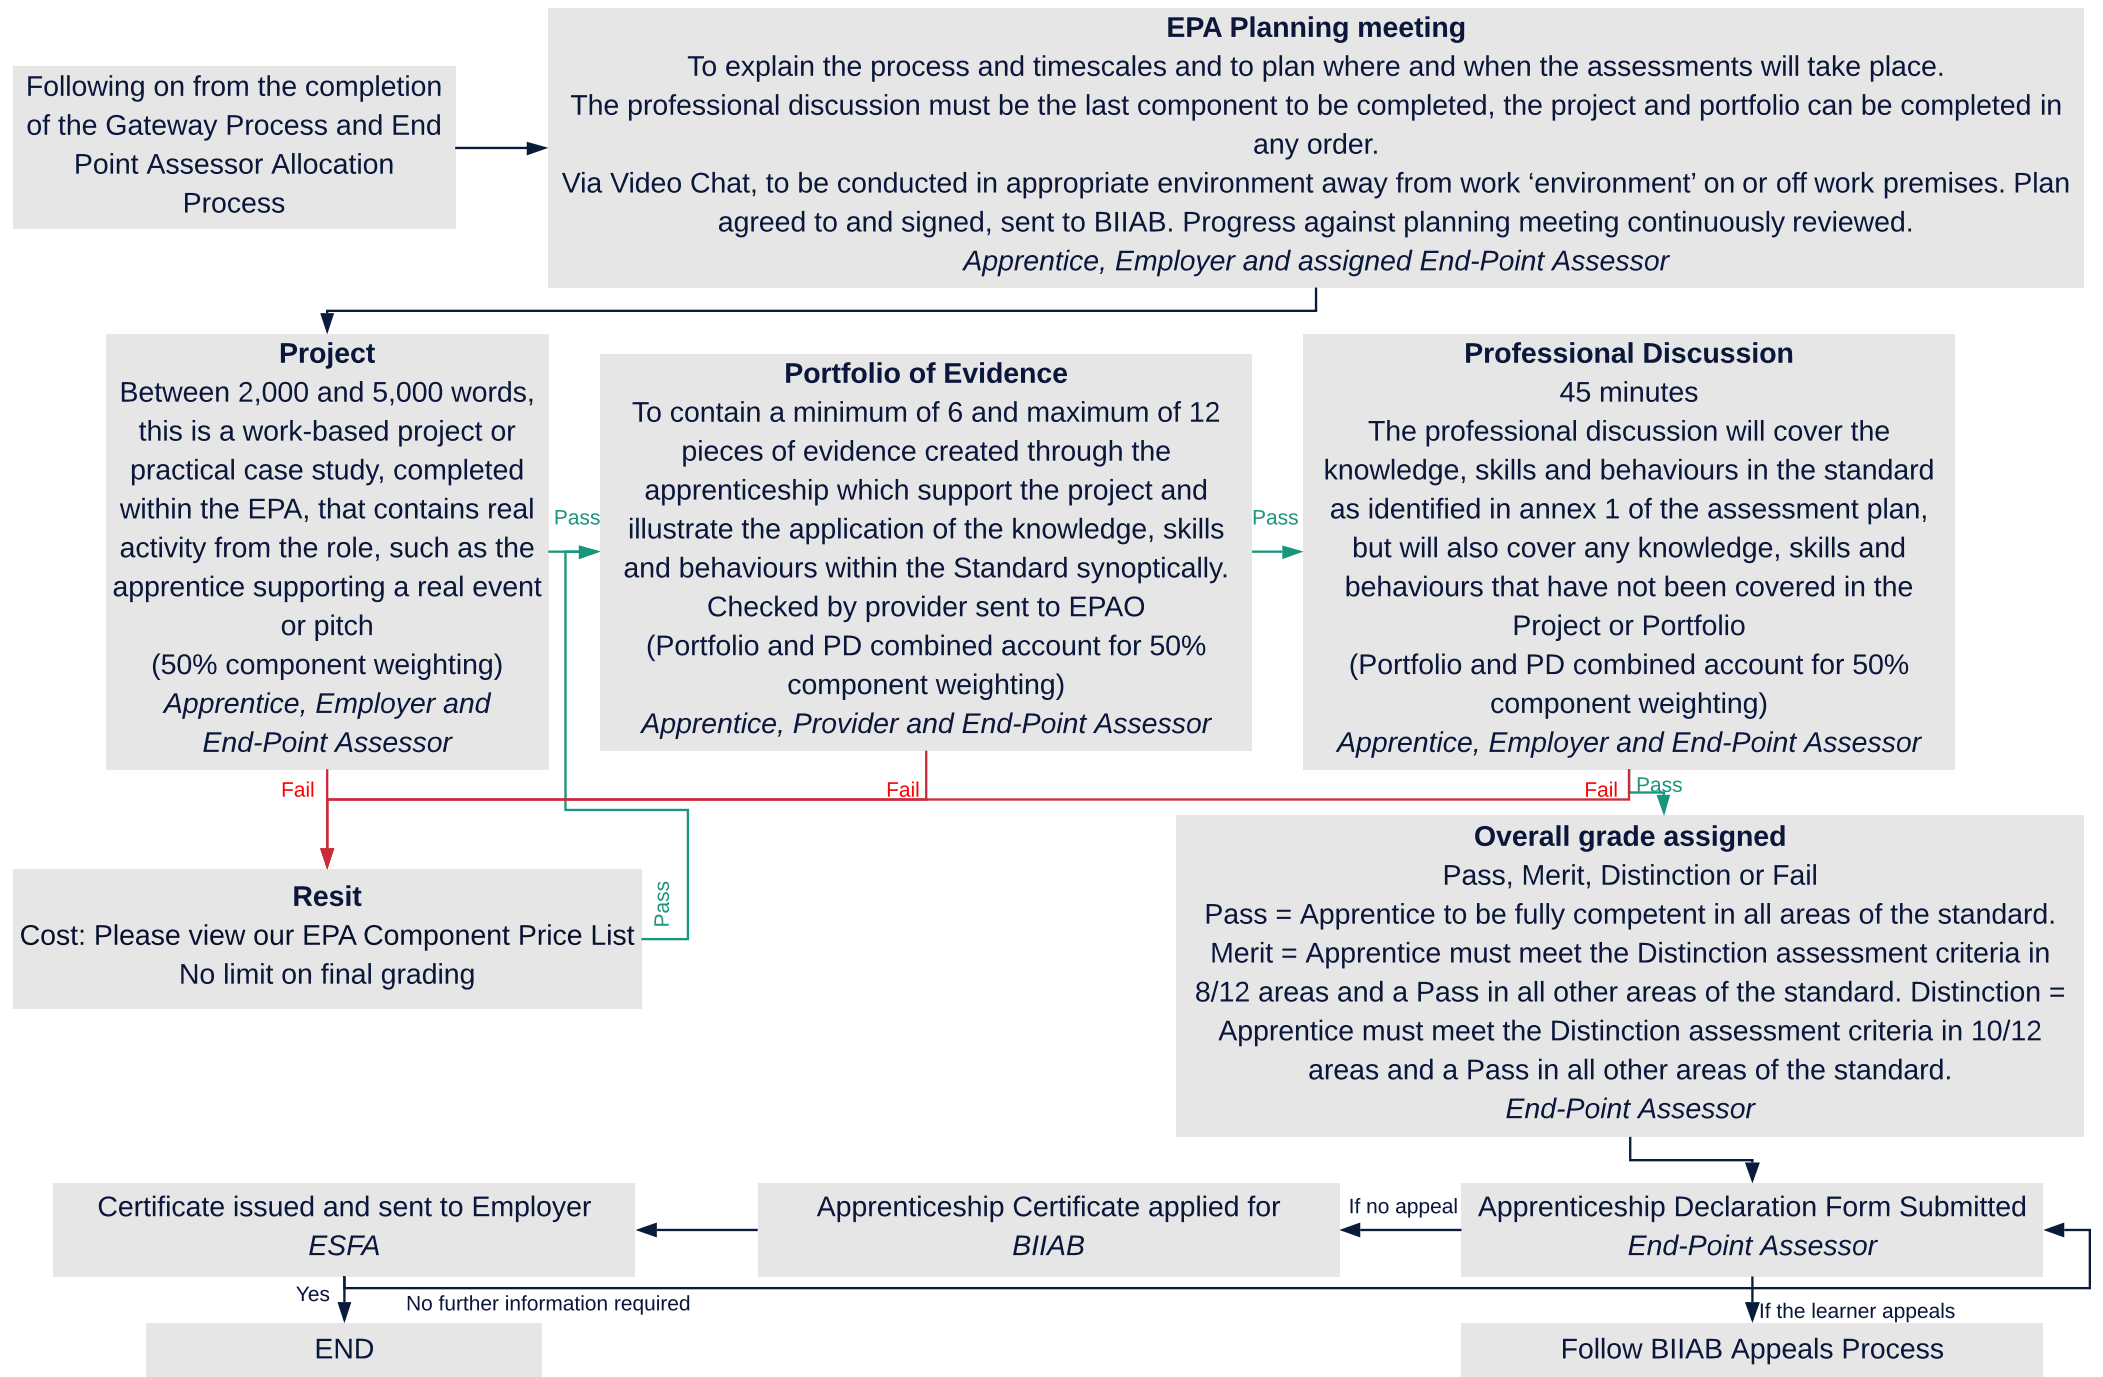 Following on from the completion
of the Gateway Process and End
Point Assessor Allocation
Process
EPA Planning meeting
To explain the process and timescales and to plan where and when the assessments will take place.
The professional discussion must be the last component to be completed, the project and portfolio can be completed in
any order.
Via Video Chat, to be conducted in appropriate environment away from work ‘environment’ on or off work premises. Plan
agreed to and signed, sent to BIIAB. Progress against planning meeting continuously reviewed.
Apprentice, Employer and assigned End-Point Assessor
Project
Between 2,000 and 5,000 words,
this is a work-based project or
practical case study, completed
within the EPA, that contains real
activity from the role, such as the
apprentice supporting a real event
or pitch
(50% component weighting)
Apprentice, Employer and
End-Point Assessor
Pass
Portfolio of Evidence
To contain a minimum of 6 and maximum of 12
pieces of evidence created through the
apprenticeship which support the project and
illustrate the application of the knowledge, skills
and behaviours within the Standard synoptically.
Checked by provider sent to EPAO
(Portfolio and PD combined account for 50%
component weighting)
Apprentice, Provider and End-Point Assessor
Pass
Professional Discussion
45 minutes
The professional discussion will cover the
knowledge, skills and behaviours in the standard
as identified in annex 1 of the assessment plan,
but will also cover any knowledge, skills and
behaviours that have not been covered in the
Project or Portfolio
(Portfolio and PD combined account for 50%
component weighting)
Apprentice, Employer and End-Point Assessor
Fail
Fail
Fail
Pass
Resit
Cost: Please view our EPA Component Price List
No limit on final grading
Pass
Overall grade assigned
Pass, Merit, Distinction or Fail
Pass = Apprentice to be fully competent in all areas of the standard.
Merit = Apprentice must meet the Distinction assessment criteria in
8/12 areas and a Pass in all other areas of the standard. Distinction =
Apprentice must meet the Distinction assessment criteria in 10/12
areas and a Pass in all other areas of the standard.
End-Point Assessor
Certificate issued and sent to Employer
ESFA
Apprenticeship Certificate applied for
BIIAB
If no appeal
Apprenticeship Declaration Form Submitted
End-Point Assessor
Yes
No further information required
If the learner appeals
END
Follow BIIAB Appeals Process